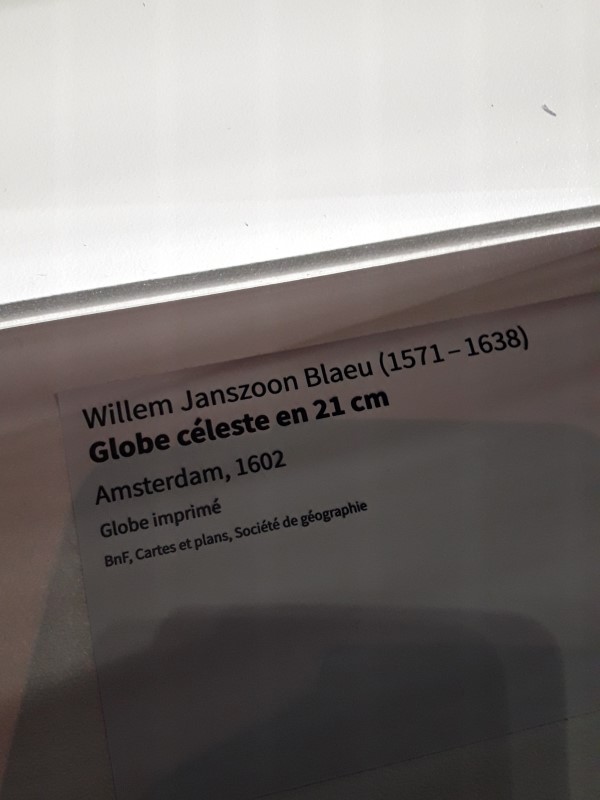 Willem Janszoon Blaeu (1571–1638)
Globe céleste en 21 cm
Amsterdam, 1602
Globe imprimé
BnF, Cartes et plans, Société de géographie